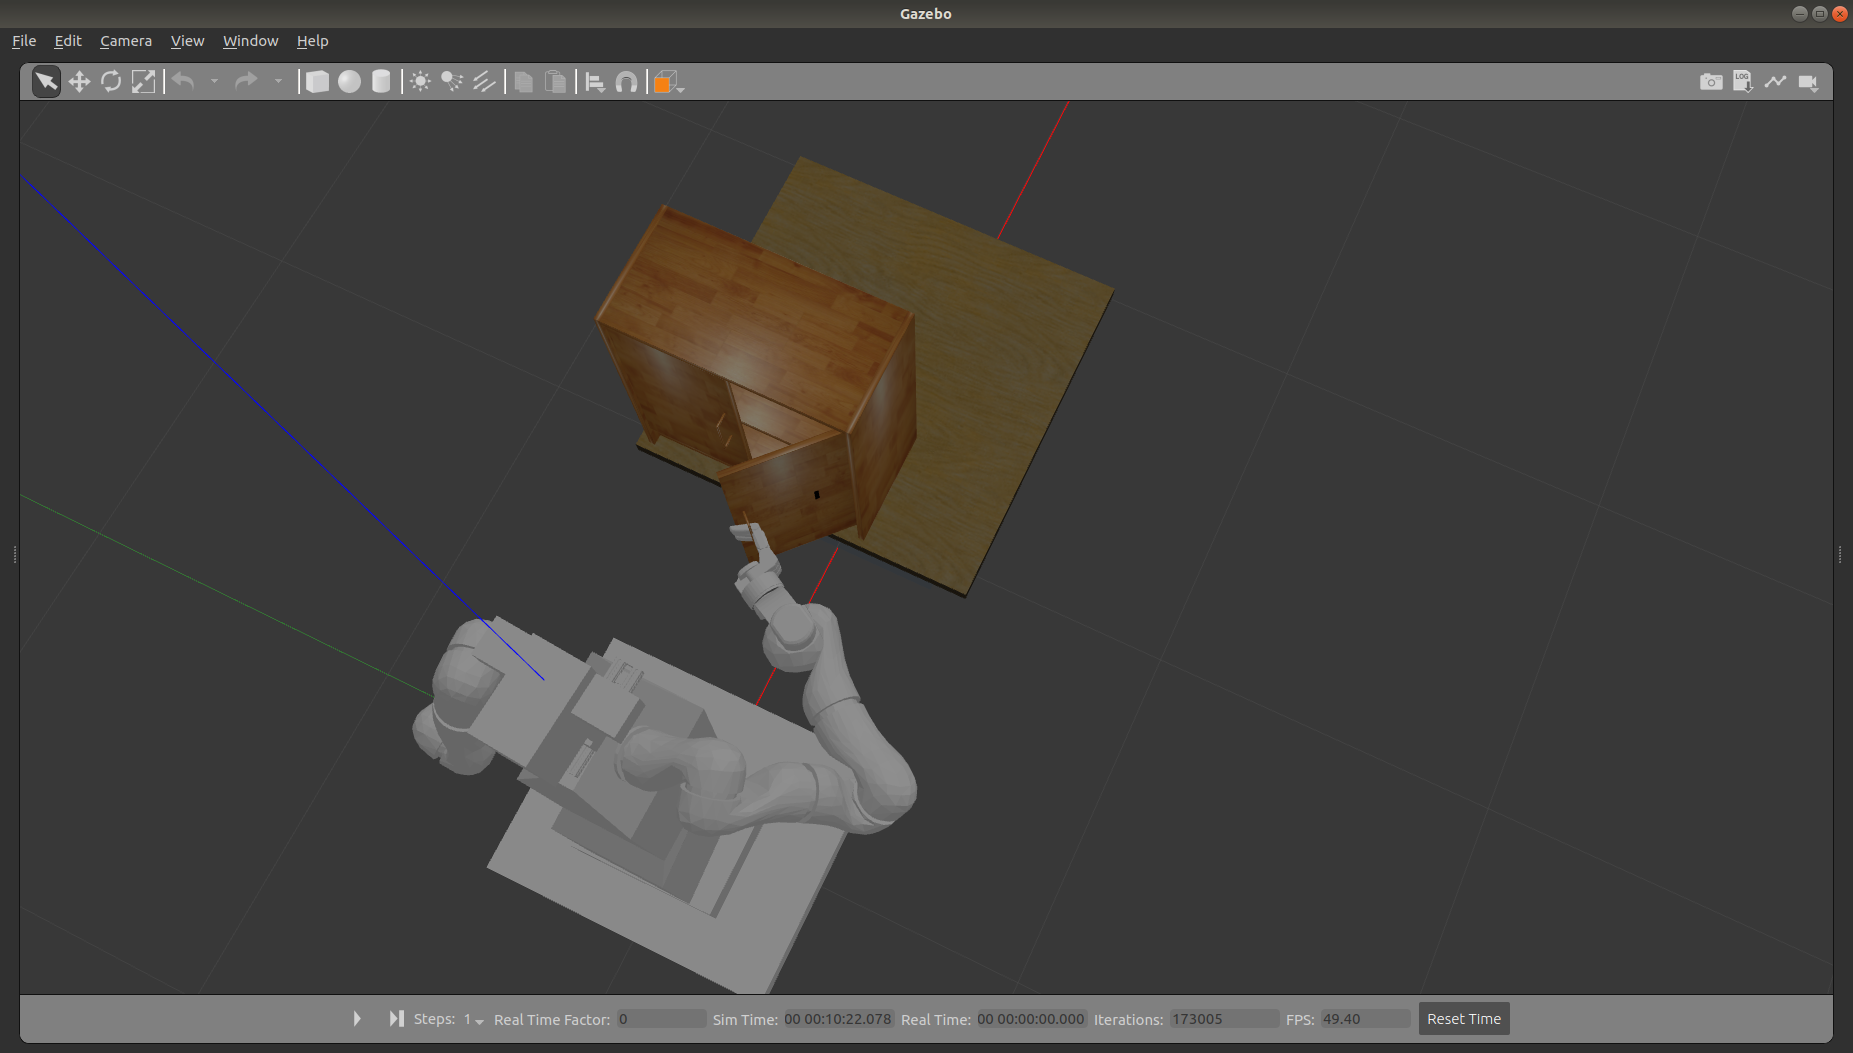 Gazebo
File Edit Camera View Window Help
LOG
Steps: 1 Real Time Factor: 0 Sim Time: 00 00:10:22.078 Real Time: 00 00:00:00.000 Iterations: 173005 FPS: 49.40 Reset Time